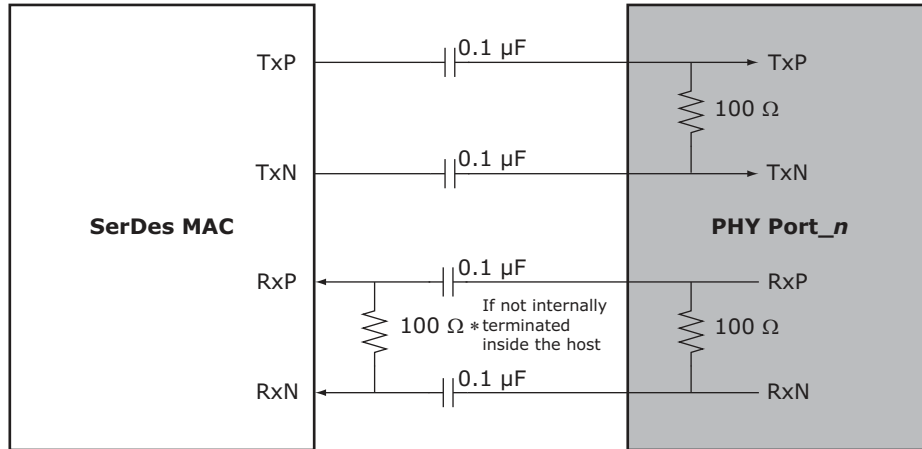 0.1 µF
TxP
TxP
100 Ω
0.1 µF
TxN
TxN
SerDes MAC
PHY Port_n
0.1 µF
RxP
RxP
100 Ω *
If not internally
terminated
inside the host
100 Ω
0.1 µF
RxN
RxN